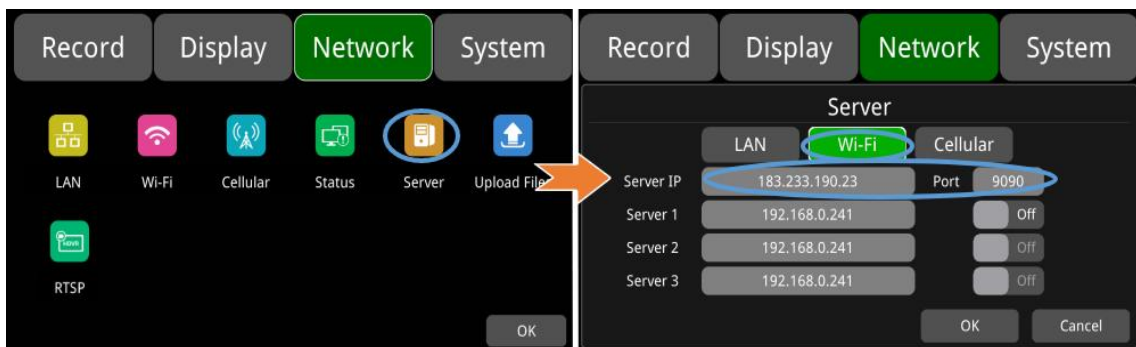 Record Display Network System
LAN Wi-Fi Cellular Status Server Upload
RTSP
OK
Record Display Network System
Server
LAN Wi-Fi Cellular
Server IP 183.233.190.23 Port 9090
Server 1 192.168.0.241 Off
Server 2 192.168.0.241 Off
Server 3 192.168.0.241 Off
OK Cancel